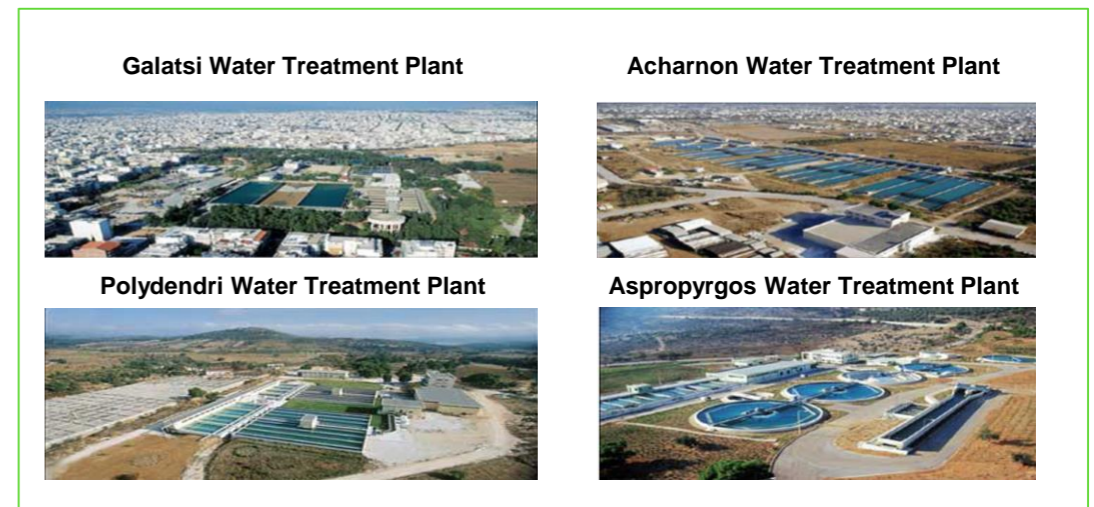 Galatsi Water Treatment Plant
Acharnon Water Treatment Plant
Polydendri Water Treatment Plant
Aspropyrgos Water Treatment Plant